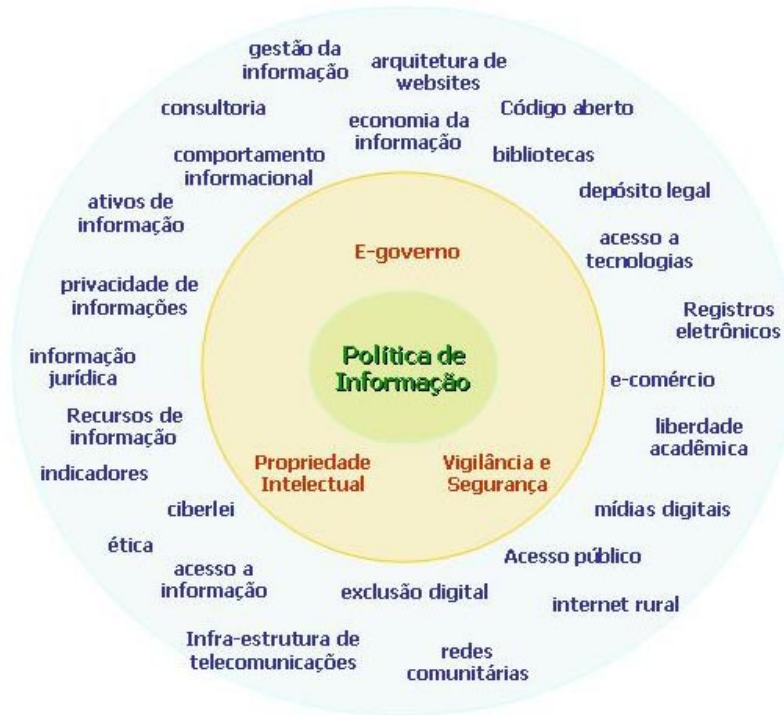 gestão da
informação
arquitetura de
websites
consultoria
economia da
informação
Código aberto
comportamento
informacional
bibliotecas
ativos de
informação
depósito legal
acesso a
tecnologias
E-governo
privacidade de
informações
Registros
eletrônicos
informação
jurídica
Política de
Informação
e-comércio
Recursos de
informação
liberdade
acadêmica
indicadores
Propriedade
Intelectual
Vigilância e
Segurança
ciberlei
mídias digitais
ética
acesso a
informação
Acesso público
exclusão digital
internet rural
Infra-estrutura de
telecomunicações
redes
comunitárias